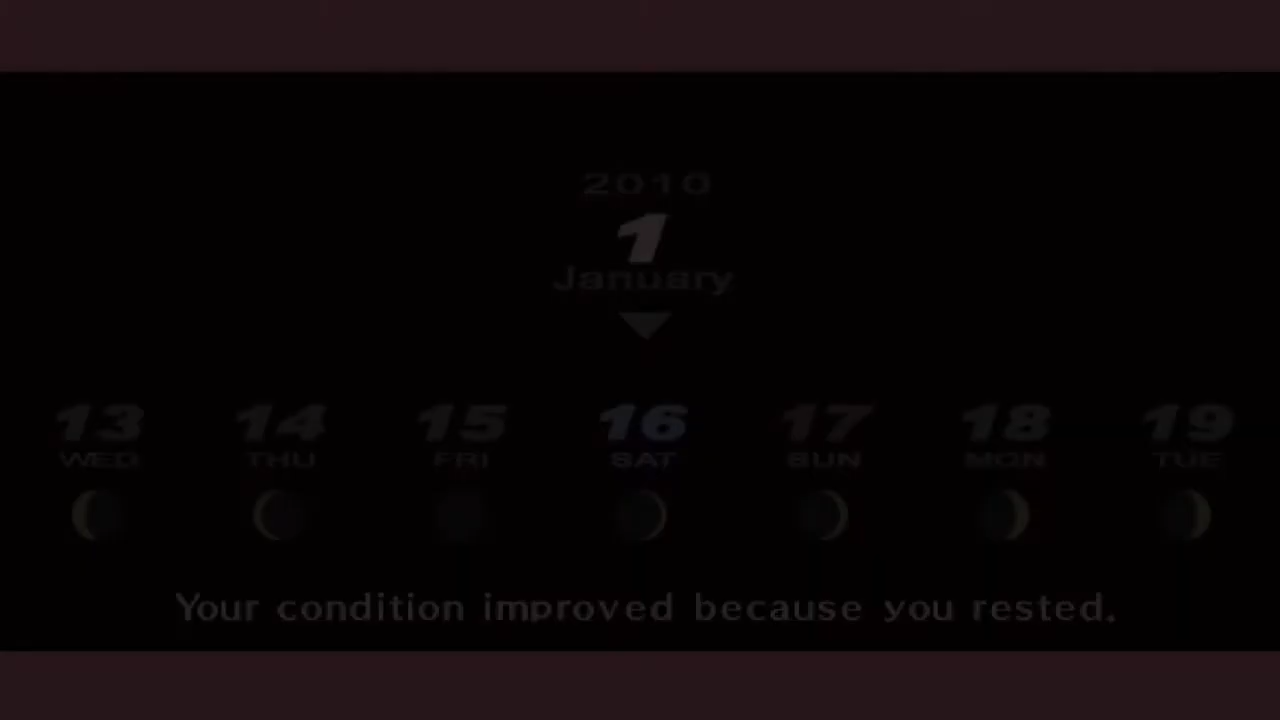 2010
1
January
13 14 15 16 17 18 19
WED THU FRI SAT SUN MON TUE
Your condition improved because you rested.